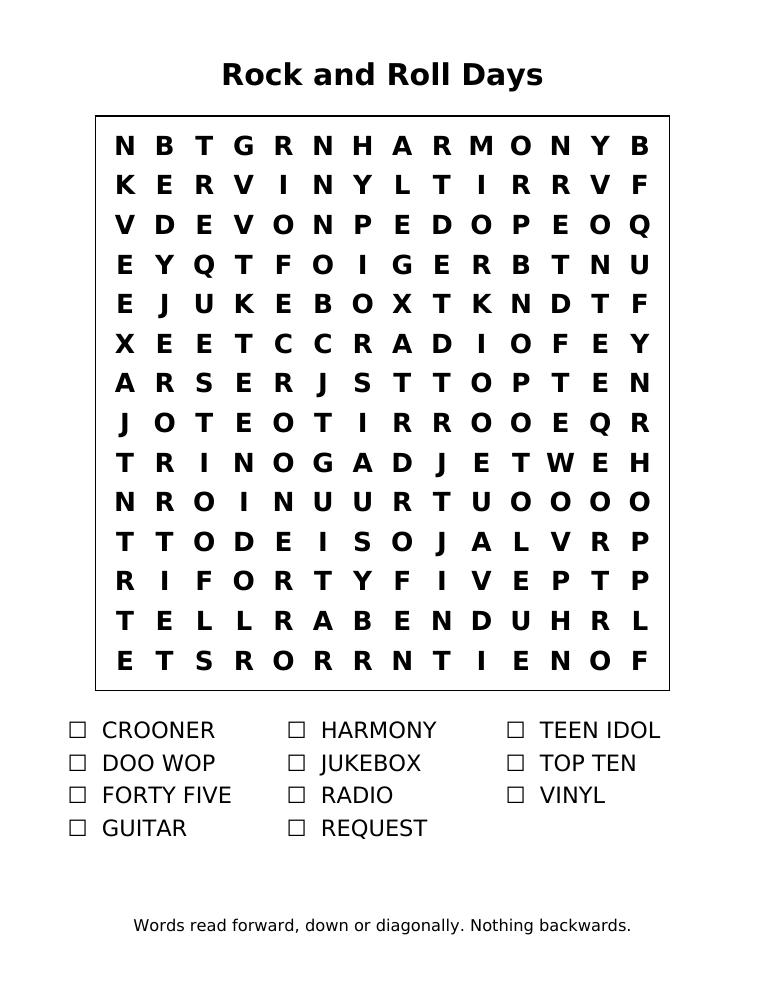 Rock and Roll Days
N B T G R N H A R M O N Y B
K E R V I N Y L T I R R V F
V D E V O N P E D O P E O Q
E Y Q T F O I G E R B T N U
E J U K E B O X T K N D T F
X E E T C C R A D I O F E Y
A R S E R J S T T O P T E N
J O T E O T I R R O O E Q R
T R I N O G A D J E T W E H
N R O I N U U R T U O O O O
T T O D E I S O J A L V R P
R I F O R T Y F I V E P T P
T E L L R A B E N D U H R L
E T S R O R R N T I E N O F
☐ CROONER ☐ HARMONY ☐ TEEN IDOL
☐ DOO WOP ☐ JUKEBOX ☐ TOP TEN
☐ FORTY FIVE ☐ RADIO ☐ VINYL
☐ GUITAR ☐ REQUEST
Words read forward, down or diagonally. Nothing backwards.